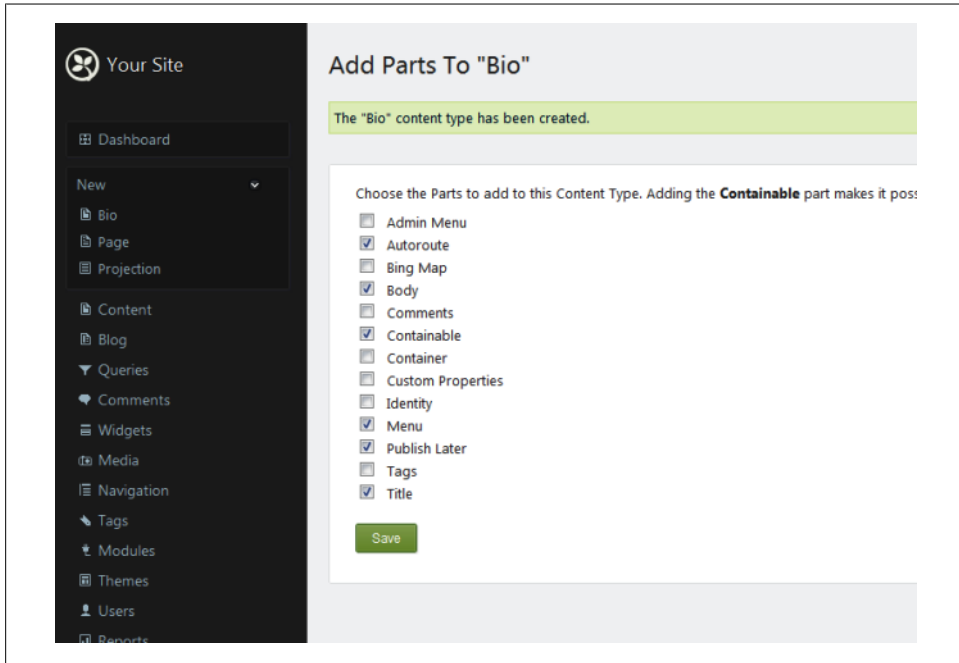 Your Site
Dashboard
New
Bio
Page
Projection
Content
Blog
Queries
Comments
Widgets
Media
Navigation
Tags
Modules
Themes
Users
Reports
Add Parts To "Bio"
The "Bio" content type has been created.
Choose the Parts to add to this Content Type. Adding the Containable part makes it poss
Admin Menu
Autoroute
Bing Map
Body
Comments
Containable
Container
Custom Properties
Identity
Menu
Publish Later
Tags
Title
Save